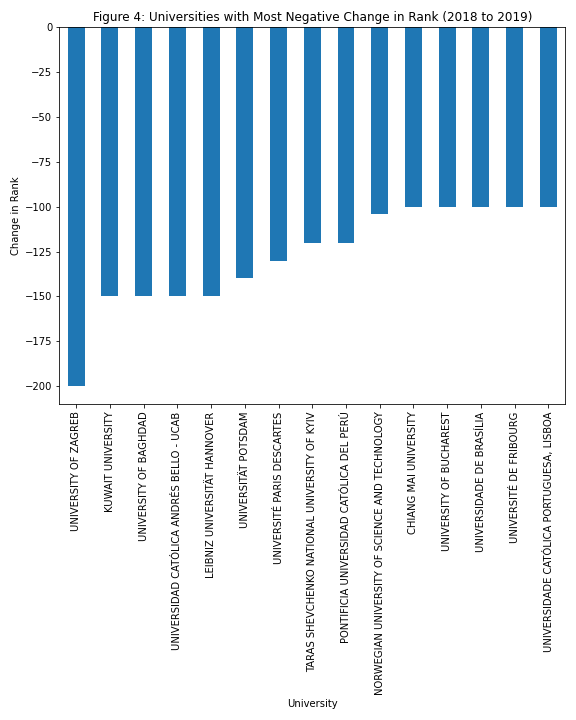 Figure 4: Universities with Most Negative Change in Rank (2018 to 2019)
0
−25
−50
−75
−100
−125
−150
−175
−200
Change in Rank
UNIVERSITY OF ZAGREB
KUWAIT UNIVERSITY
UNIVERSITY OF BAGHDAD
UNIVERSIDAD CATÓLICA ANDRÉS BELLO - UCAB
LEIBNIZ UNIVERSITÄT HANNOVER
UNIVERSITÄT POTSDAM
UNIVERSITÉ PARIS DESCARTES
TARAS SHEVCHENKO NATIONAL UNIVERSITY OF KYIV
PONTIFICIA UNIVERSIDAD CATÓLICA DEL PERÚ
NORWEGIAN UNIVERSITY OF SCIENCE AND TECHNOLOGY
CHIANG MAI UNIVERSITY
UNIVERSITY OF BUCHAREST
UNIVERSIDADE DE BRASÍLIA
UNIVERSITÉ DE FRIBOURG
UNIVERSIDADE CATÓLICA PORTUGUESA, LISBOA
University